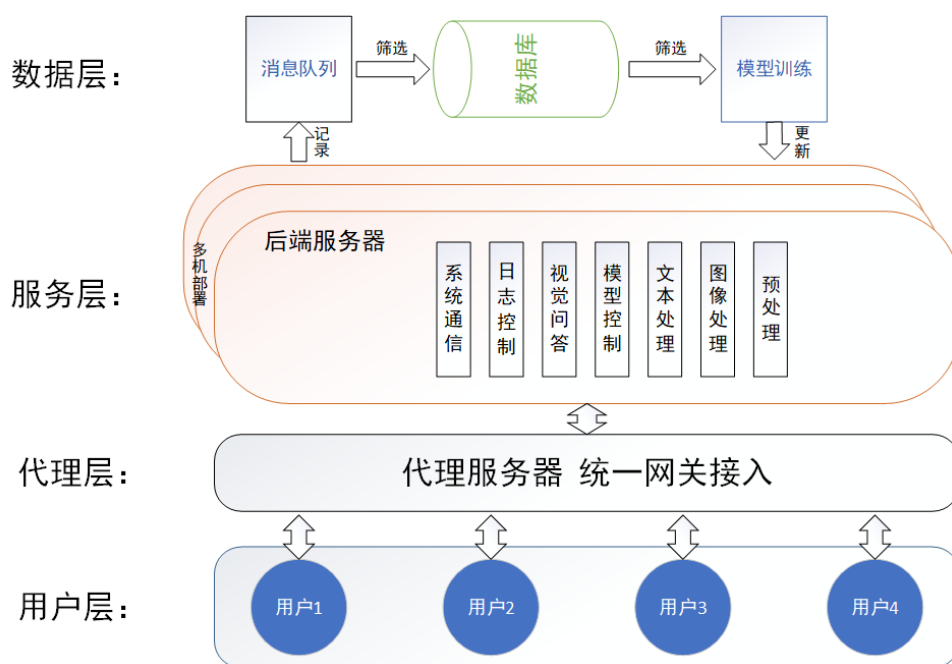 数据层：
消息队列
筛选
数据库
筛选
模型训练
记录
更新
服务层：
多机部署
后端服务器
系统通信
日志控制
视觉问答
模型控制
文本处理
图像处理
预处理
代理层：
代理服务器 统一网关接入
用户层：
用户1
用户2
用户3
用户4